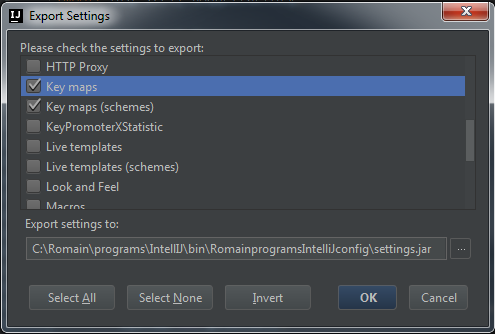 IJ Export Settings
Please check the settings to export:
HTTP Proxy
Key maps
Key maps (schemes)
KeyPromoterXStatistic
Live templates
Live templates (schemes)
Look and Feel
Macros
Export settings to:
C:\Romain\programs\IntellIJ\bin\RomainprogramsIntelliJconfig\settings.jar ...
Select All Select None Invert OK Cancel